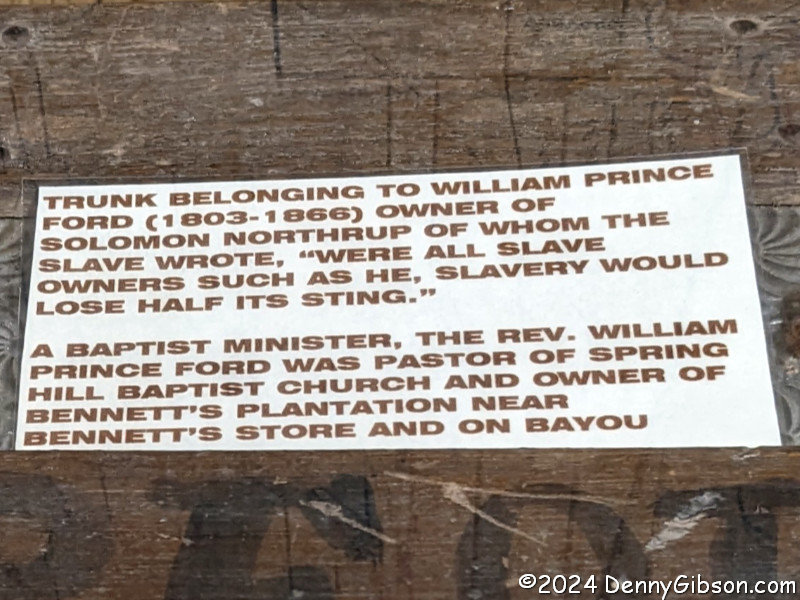 TRUNK BELONGING TO WILLIAM PRINCE
FORD (1803-1866) OWNER OF
SOLOMON NORTHRUP OF WHOM THE
SLAVE WROTE, “WERE ALL SLAVE
OWNERS SUCH AS HE, SLAVERY WOULD
LOSE HALF ITS STING.”
A BAPTIST MINISTER, THE REV. WILLIAM
PRINCE FORD WAS PASTOR OF SPRING
HILL BAPTIST CHURCH AND OWNER OF
BENNETT'S PLANTATION NEAR
BENNETT'S STORE AND ON BAYOU
©2024 DennyGibson.com